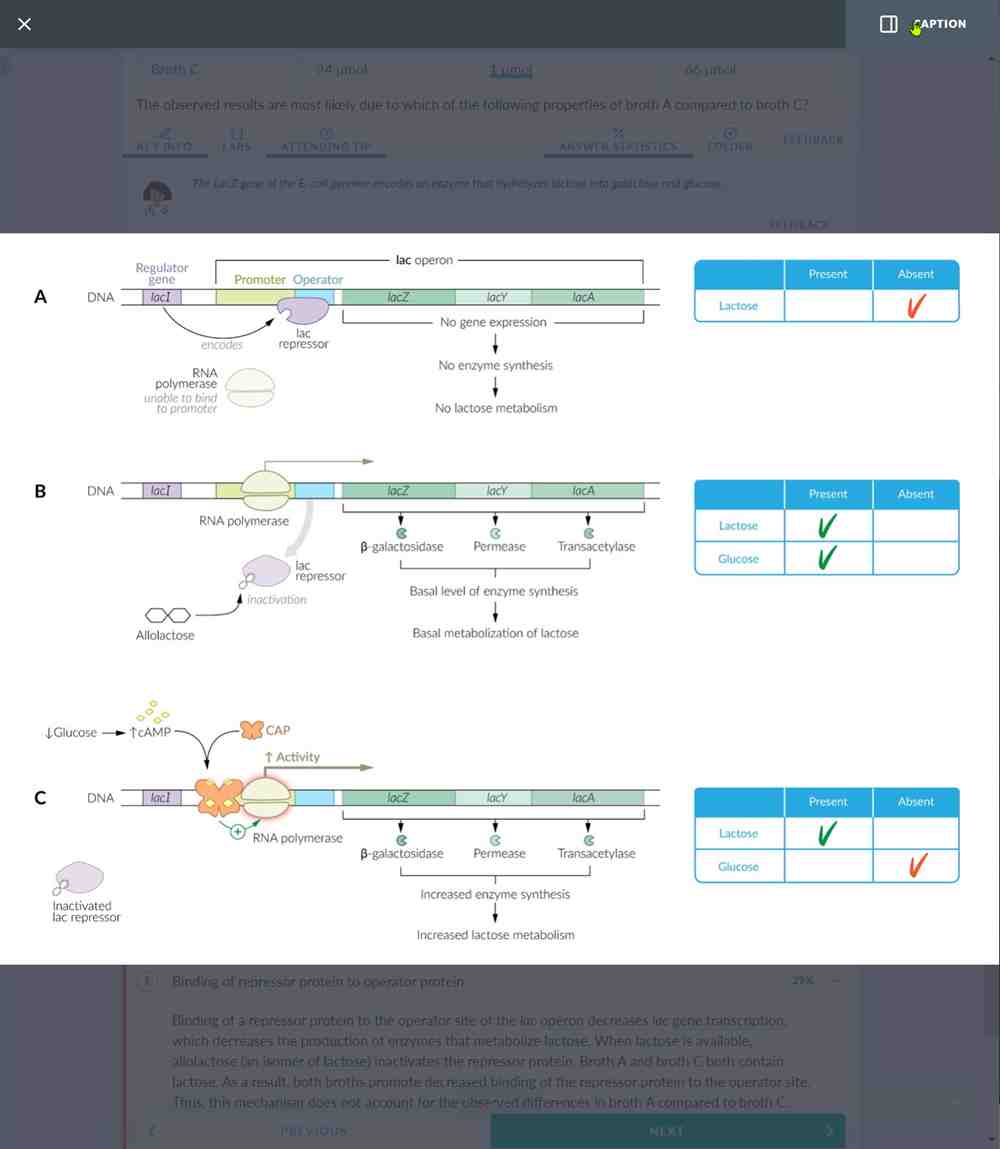 CAPTION
Broth C 94 μmol 1 μmol 66 μmol
The observed results are most likely due to which of the following properties of broth A compared to broth C?
KEY INFO LABS ATTENDING TIP ANSWER STATISTICS FOLDER FEEDBACK
The LacZ gene of the E. coli genome encodes an enzyme that hydrolyzes lactose into galactose and glucose.
FEEDBACK
lac operon
Regulator
gene
Promoter Operator
A DNA lacI lacZ lacY lacA
encodes
lac
repressor
No gene expression
No enzyme synthesis
No lactose metabolism
RNA
polymerase
unable to bind
to promoter
Present Absent
Lactose
B DNA lacI lacZ lacY lacA
RNA polymerase
β-galactosidase Permease Transacetylase
lac
repressor
inactivation
Allolactose
Basal level of enzyme synthesis
Basal metabolization of lactose
Present Absent
Lactose
Glucose
↓Glucose ↑cAMP CAP
↑ Activity
C DNA lacI lacZ lacY lacA
RNA polymerase
β-galactosidase Permease Transacetylase
Inactivated
lac repressor
Increased enzyme synthesis
Increased lactose metabolism
Present Absent
Lactose
Glucose
Binding of repressor protein to operator protein 29%
Binding of a repressor protein to the operator site of the lac operon decreases lac gene transcription,
which decreases the production of enzymes that metabolize lactose. When lactose is available,
allolactose (an isomer of lactose) inactivates the repressor protein. Broth A and broth C both contain
lactose. As a result, both broths promote decreased binding of the repressor protein to the operator site.
Thus, this mechanism does not account for the observed differences in broth A compared to broth C.
PREVIOUS NEXT